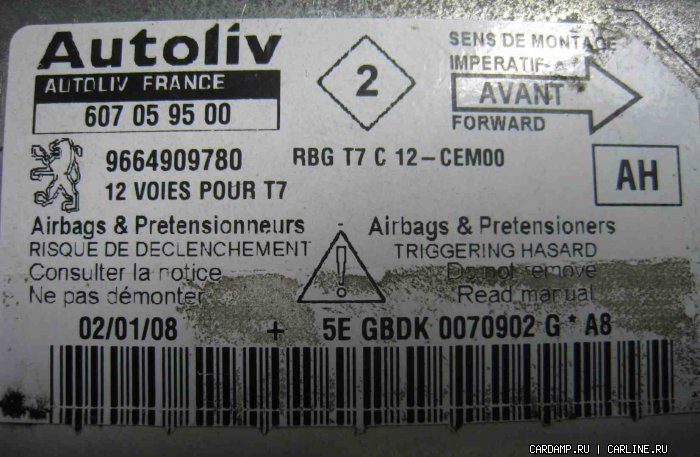 Autoliv
AUTOLIV FRANCE
607 05 95 00
2
SENS DE MONTAGE
IMPERATIF
AVANT
FORWARD
9664909780
RBG T7 C 12-CEM00
12 VOIES POUR T7
AH
Airbags & Pretensionneurs
RISQUE DE DECLENCHEMENT
Consulter la notice
Ne pas démonter
Airbags & Pretensioners
TRIGGERING HASARD
Do not remove
Read manual
02/01/08 + 5E GBDK 0070902 G * A8
CARDAMP.RU | CARLINE.RU